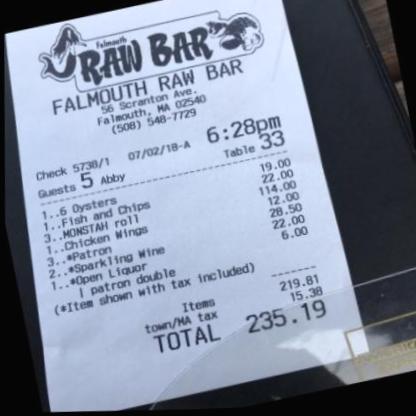 Falmouth
RAW BAR
FALMOUTH RAW BAR
56 Scranton Ave.
Falmouth, MA 02540
(508) 548-7729
6:28pm
Check 5738/1 07/02/18-A Table 33
Guests 5 Abby
1..6 Oysters 19.00
1..Fish and Chips 22.00
3..MONSTAH roll 114.00
1..Chicken Wings 12.00
3..*Patron 28.50
2..*Sparkling Wine 22.00
1..*Open Liquor 6.00
| patron double
(*Item shown with tax included)
Items 219.81
town/MA tax 15.38
TOTAL 235.19